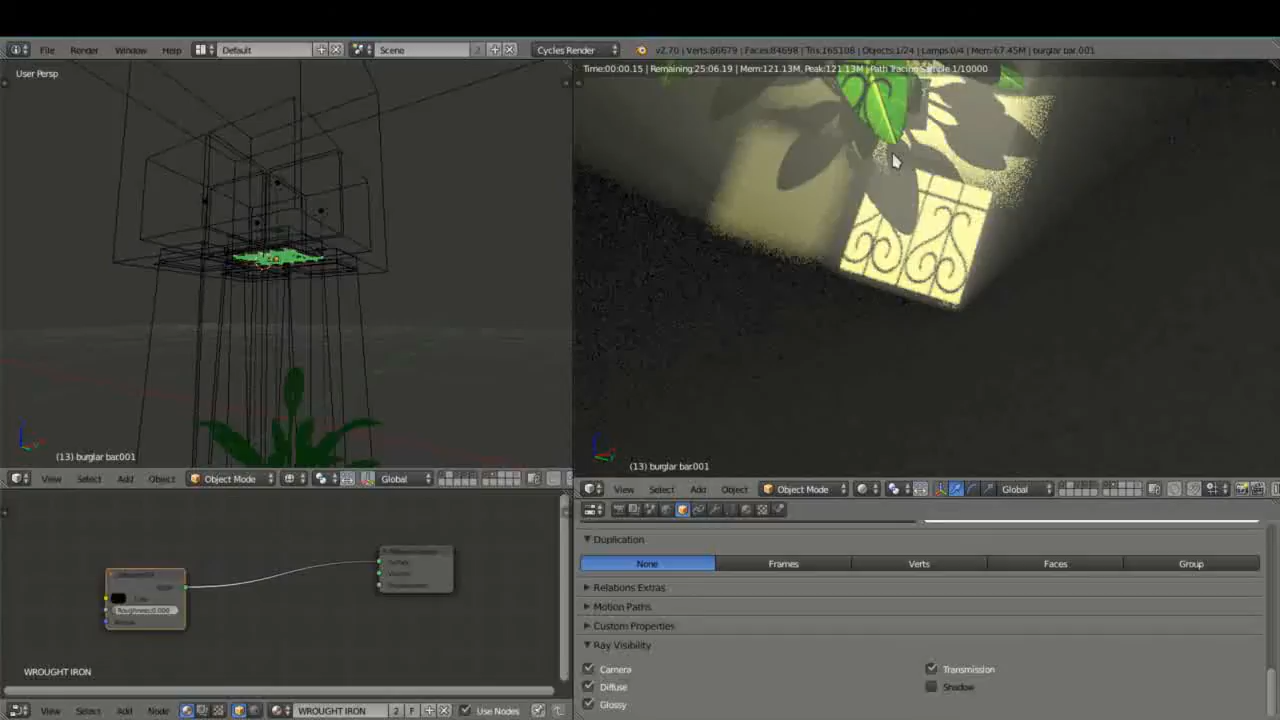 File Render Window Help Default Scene 2 Cycles Render v2.70 | Verts:86679 | Faces:84698 | Tris:165108 | Objects:1/24 | Lamps:0/4 | Mem:67.45M | burglar bar.001
User Persp
Time:00:00.15 | Remaining:25:06.19 | Mem:121.13M, Peak:121.13M | Path Tracing Sample 1/10000
(13) burglar bar.001
(13) burglar bar.001
View Select Add Object Object Mode Global
View Select Add Object Object Mode Global
Duplication
None Frames Verts Faces Group
Relations Extras
Motion Paths
Custom Properties
Ray Visibility
Camera Transmission
Diffuse Shadow
Glossy
Roughness:0.000
WROUGHT IRON
View Select Add Node WROUGHT IRON 2 F Use Nodes